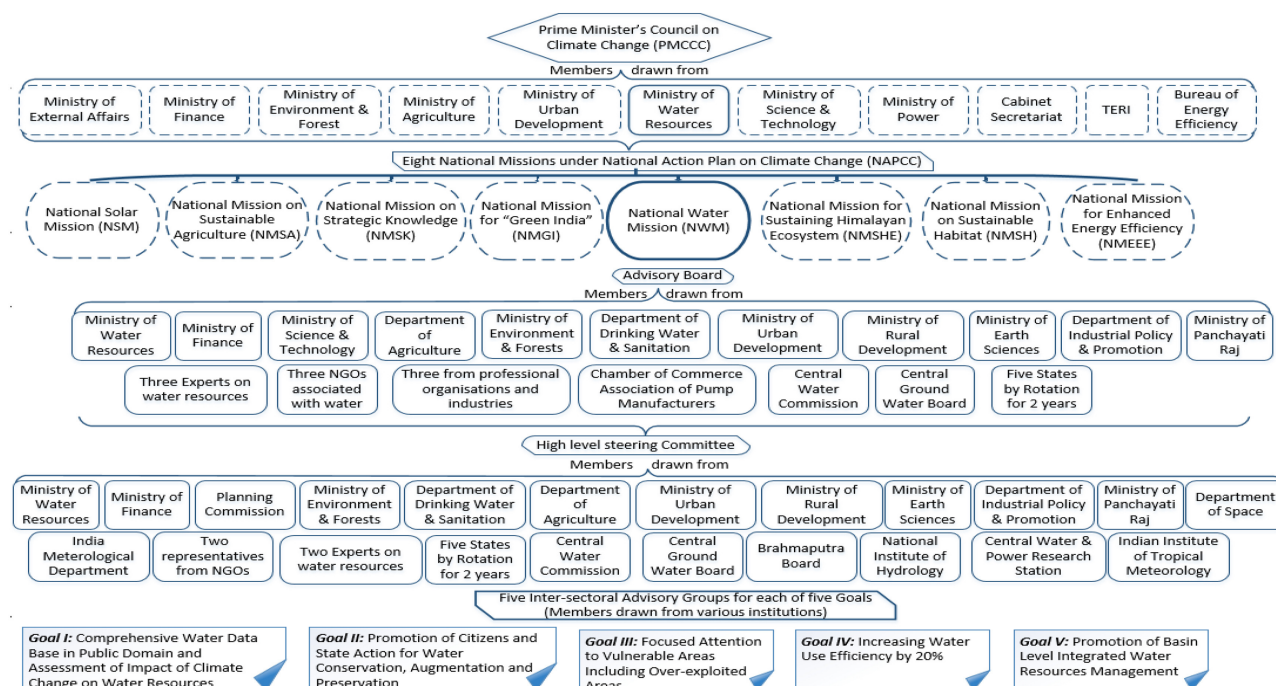 Prime Minister's Council on
Climate Change (PMCCC)
Members drawn from
Ministry of
External Affairs
Ministry of
Finance
Ministry of
Environment &
Forest
Ministry of
Agriculture
Ministry of
Urban
Development
Ministry of
Water
Resources
Ministry of
Science &
Technology
Ministry of
Power
Cabinet
Secretariat
TERI
Bureau of
Energy
Efficiency
Eight National Missions under National Action Plan on Climate Change (NAPCC)
National Solar
Mission (NSM)
National Mission on
Sustainable
Agriculture (NMSA)
National Mission on
Strategic Knowledge
(NMSK)
National Mission
for “Green India”
(NMGI)
National Water
Mission (NWM)
National Mission for
Sustaining Himalayan
Ecosystem (NMSHE)
National Mission
on Sustainable
Habitat (NMSH)
National Mission
for Enhanced
Energy Efficiency
(NMEEE)
Advisory Board
Members drawn from
Ministry of
Water
Resources
Ministry of
Finance
Ministry of
Science &
Technology
Department
of
Agriculture
Ministry of
Environment
& Forests
Department of
Drinking Water
& Sanitation
Ministry of
Urban
Development
Ministry of
Rural
Development
Ministry of
Earth
Sciences
Department of
Industrial Policy
& Promotion
Ministry of
Panchayati
Raj
Three Experts on
water resources
Three NGOs
associated
with water
Three from professional
organisations and
industries
Chamber of Commerce
Association of Pump
Manufacturers
Central
Water
Commission
Central
Ground
Water Board
Five States
by Rotation
for 2 years
High level steering Committee
Members drawn from
Ministry of
Water
Resources
Ministry of
Finance
Planning
Commission
Ministry of
Environment
& Forests
Department of
Drinking Water
& Sanitation
Department
of
Agriculture
Ministry of
Urban
Development
Ministry of
Rural
Development
Ministry of
Earth
Sciences
Department of
Industrial Policy
& Promotion
Ministry of
Panchayati
Raj
Department
of Space
India
Meterological
Department
Two
representatives
from NGOs
Two Experts on
water resources
Five States
by Rotation
for 2 years
Central
Water
Commission
Central
Ground
Water Board
Brahmaputra
Board
National
Institute of
Hydrology
Central Water &
Power Research
Station
Indian Institute
of Tropical
Meteorology
Five Inter-sectoral Advisory Groups for each of five Goals
(Members drawn from various institutions)
Goal I: Comprehensive Water Data
Base in Public Domain and
Assessment of Impact of Climate
Change on Water Resources
Goal II: Promotion of Citizens and
State Action for Water
Conservation, Augmentation and
Preservation
Goal III: Focused Attention
to Vulnerable Areas
Including Over-exploited
Areas
Goal IV: Increasing Water
Use Efficiency by 20%
Goal V: Promotion of Basin
Level Integrated Water
Resources Management